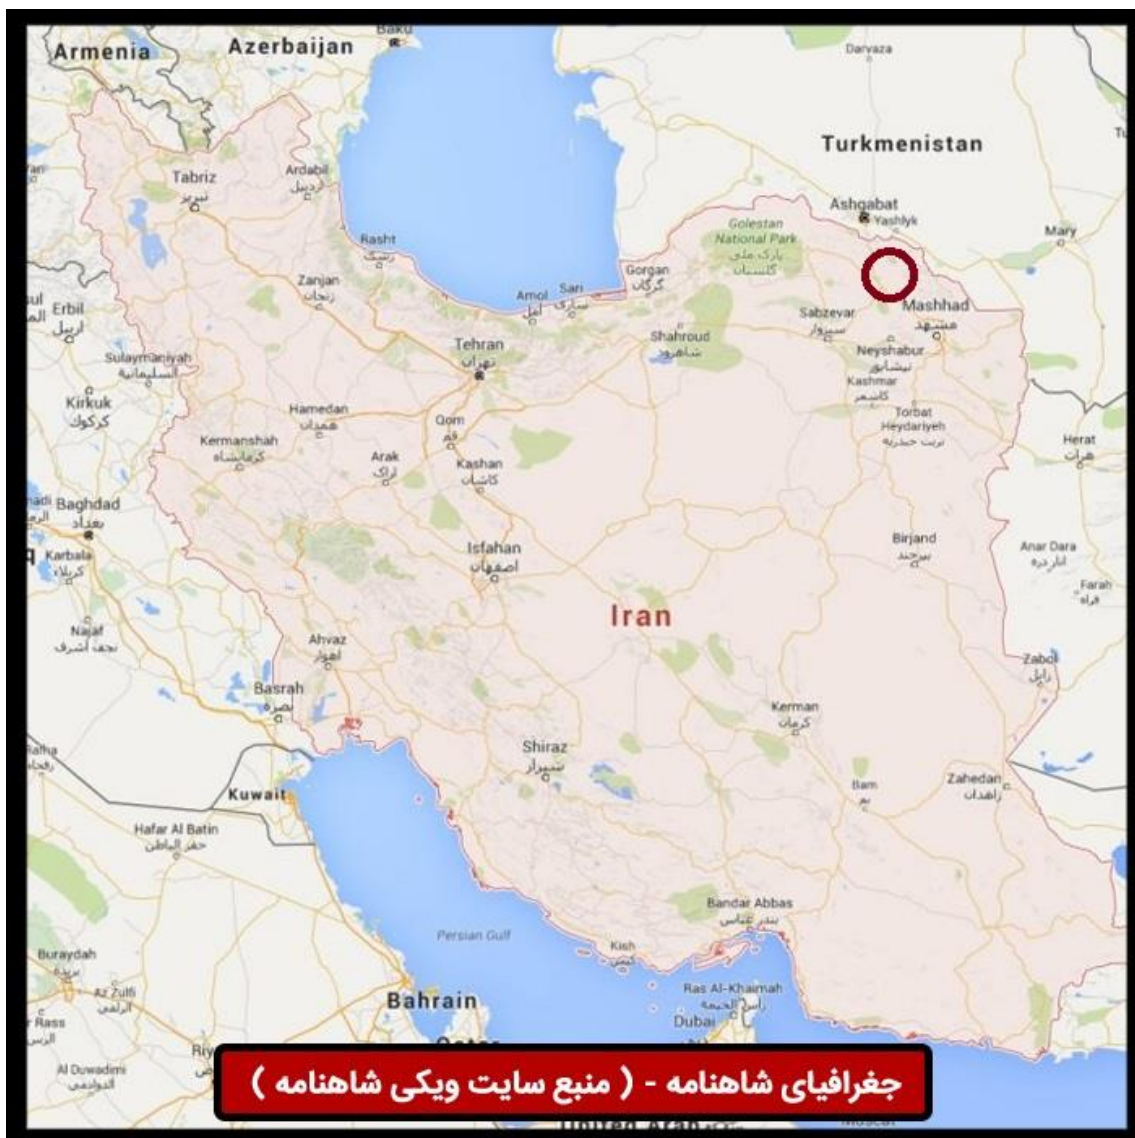 Baku
Armenia
Azerbaijan
Darvaza
Turkmenistan
Tabriz
تبریز
Ardabil
اردبیل
Ashgabat
Yashlyk
Golestan
National Park
پارک ملی
گلستان
Mary
Rasht
رشت
Gorgan
گرگان
Zanjan
زنجان
Amol
آمل
Sari
ساری
Sabzevar
سبزوار
Mashhad
مشهد
Erbil
اربيل
Shahroud
شاهرود
Tehran
تهران
Neyshabur
نیشابور
Sulaymaniyah
السليمانية
Kashmar
کاشمر
Kirkuk
كركوك
Hamedan
همدان
Qom
قم
Torbat
Heydariyeh
تربت حیدریه
Kermanshah
کرمانشاه
Arak
اراک
Kashan
کاشان
Herat
هرات
Baghdad
بغداد
Birjand
بیرجند
Isfahan
اصفهان
Anar Dara
انار دره
Karbala
كربلاء
Farah
فراه
Iran
Najaf
نجف أشرف
Ahvaz
اهواز
Zabol
زابل
Basrah
بصرة
Kerman
کرمان
Shiraz
شیراز
Bam
بم
Zahedan
زاهدان
Kuwait
Hafar Al Batin
حفر الباطن
Bandar Abbas
بندر عباس
Persian Gulf
Kish
کیش
Buraydah
بريدة
Az Zulfi
الزلفي
Ras Al-Khaimah
رأس الخيمة
Bahrain
Dubai
Al Duwadimi
الدوادمي
جغرافیای شاهنامه - ( منبع سایت ویکی شاهنامه )